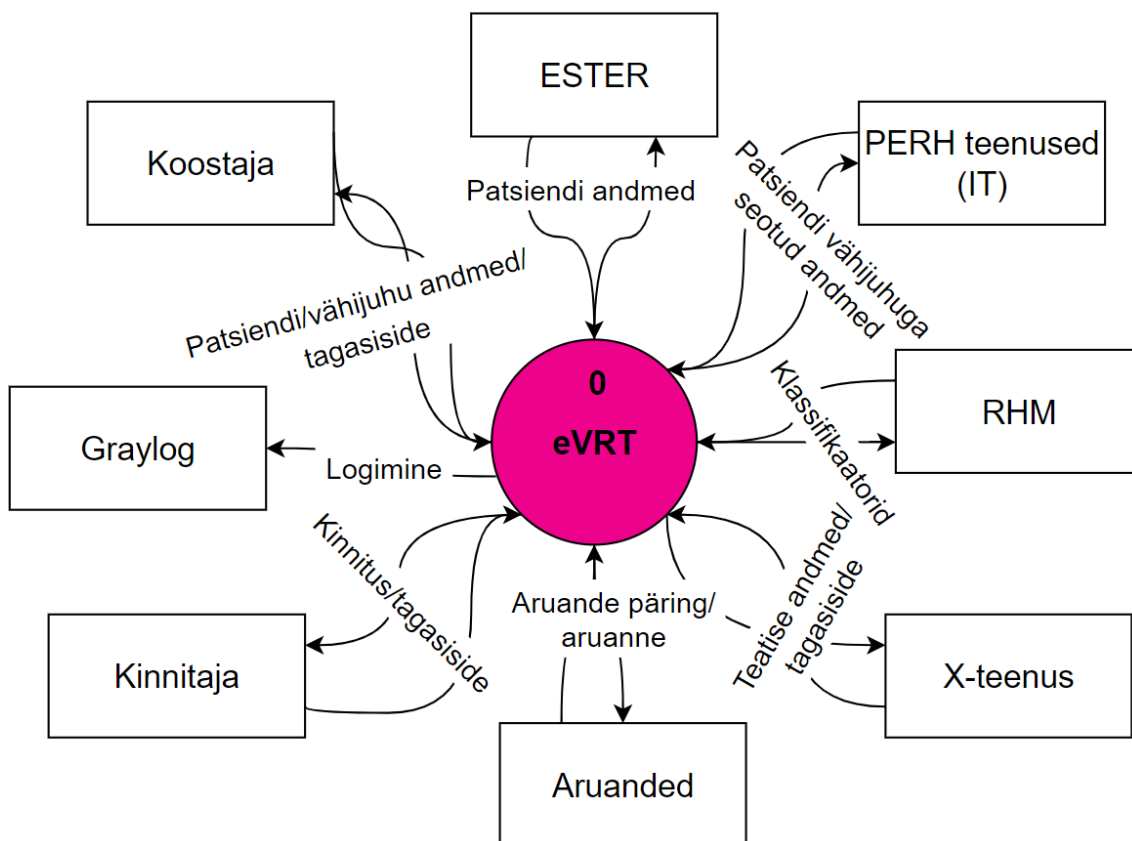 ESTER
Koostaja
PERH teenused
(IT)
Patsiendi andmed
Patsiendi vähijuhuga
seotud andmed
Patsiendi/vähijuhu andmed/
tagasiside
0
eVRT
Graylog
Logimine
Klassifikaatorid
RHM
Kinnitus/tagasiside
Aruande päring/
aruanne
Teatise andmed/
tagasiside
Kinnitaja
X-teenus
Aruanded